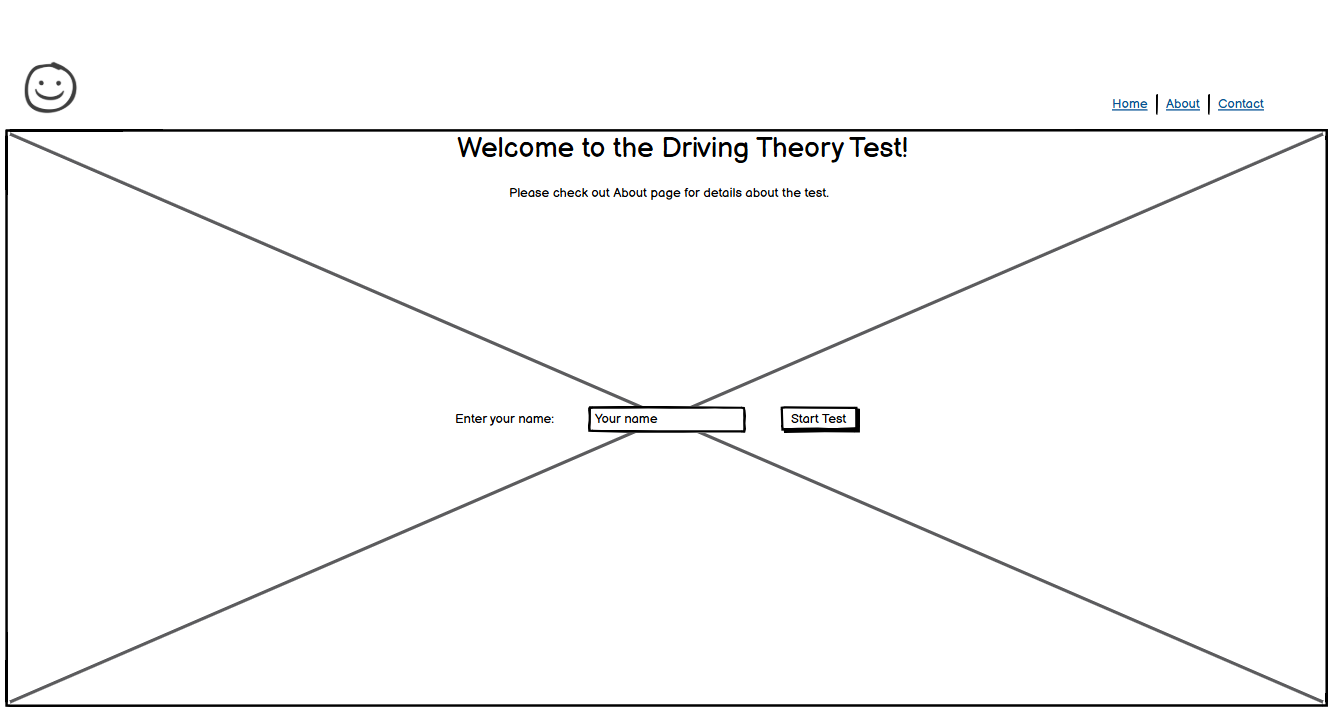 Home | About | Contact
Welcome to the Driving Theory Test!
Please check out About page for details about the test.
Enter your name: Your name Start Test